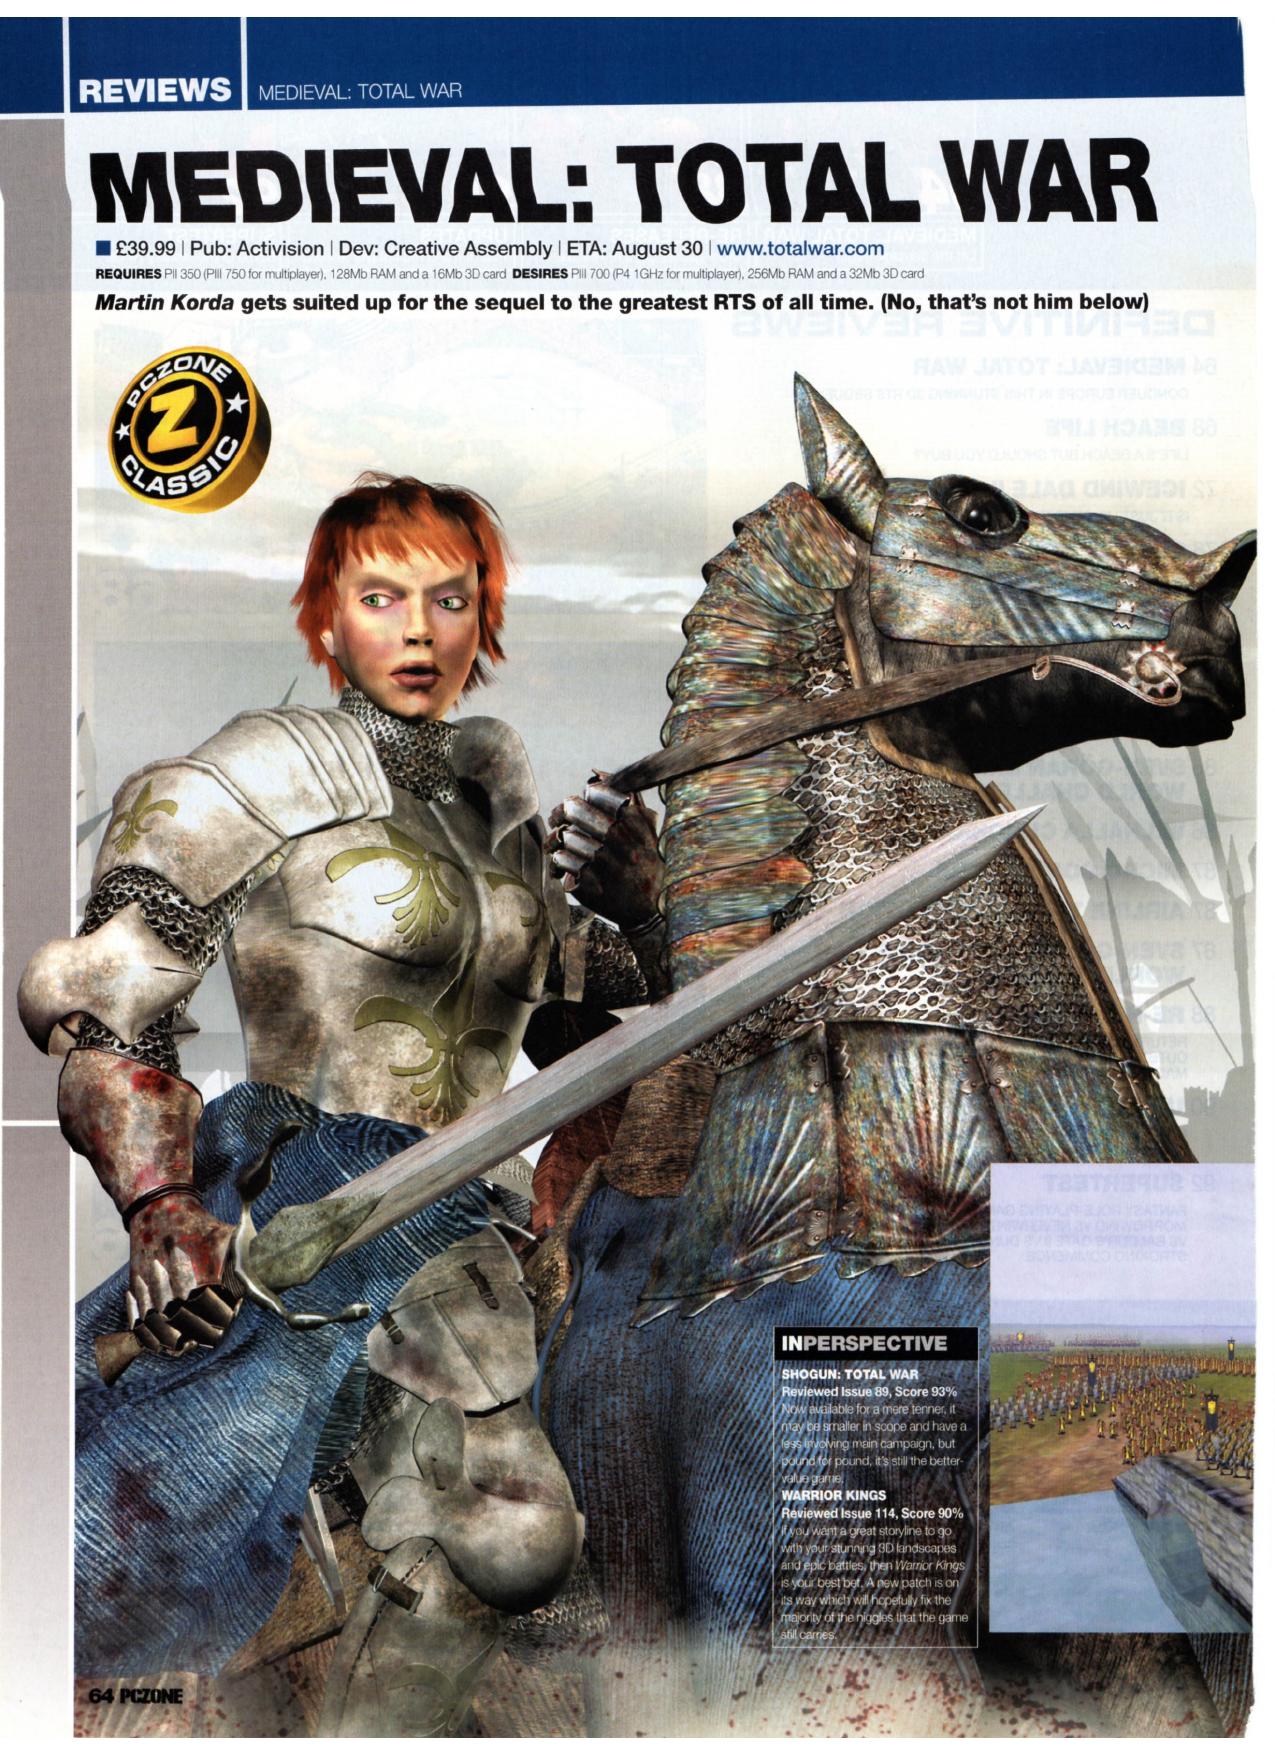 REVIEWS
MEDIEVAL: TOTAL WAR
MEDIEVAL: TOTAL WAR
£39.99 | Pub: Activision | Dev: Creative Assembly | ETA: August 30 | www.totalwar.com
REQUIRES PII 350 (PIII 750 for multiplayer), 128Mb RAM and a 16Mb 3D card DESIRES PIII 700 (P4 1GHz for multiplayer), 256Mb RAM and a 32Mb 3D card
Martin Korda gets suited up for the sequel to the greatest RTS of all time. (No, that's not him below)
PCZONE
Z
CLASSIC
INPERSPECTIVE
SHOGUN: TOTAL WAR
Reviewed Issue 89, Score 93%
Now available for a mere tenner, it
may be smaller in scope and have a
less involving main campaign, but
pound for pound, it's still the better-
value game.
WARRIOR KINGS
Reviewed Issue 114, Score 90%
If you want a great storyline to go
with your stunning 3D landscapes
and epic battles, then Warrior Kings
is your best bet. A new patch is on
its way which will hopefully fix the
majority of the niggles that the game
still carries.
64 PCZONE